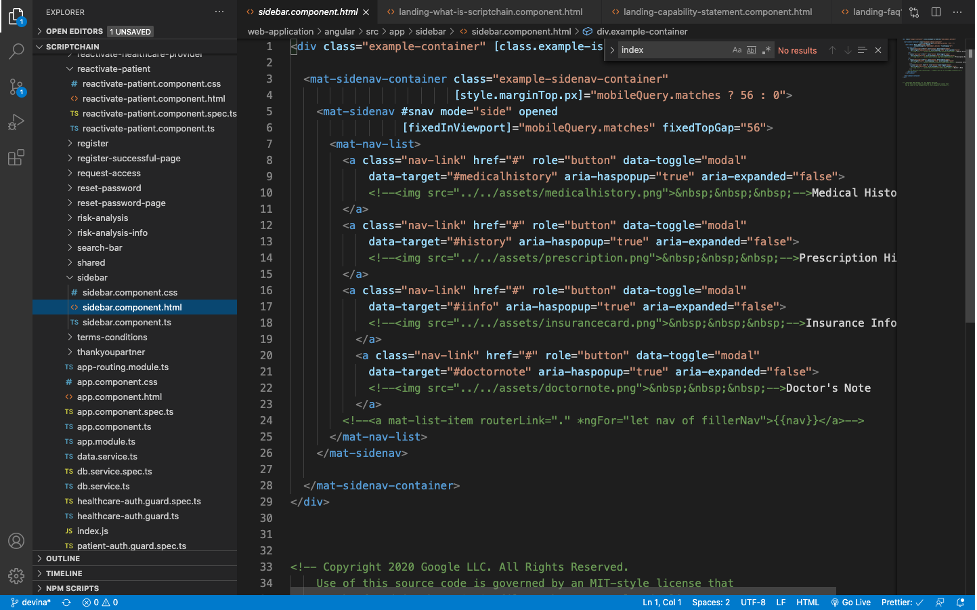 EXPLORER
OPEN EDITORS 1 UNSAVED
SCRIPTCHAIN
reactivate-healthcare-provider
reactivate-patient
# reactivate-patient.component.css
<> reactivate-patient.component.html
TS reactivate-patient.component.spec.ts
TS reactivate-patient.component.ts
register
register-successful-page
request-access
reset-password
reset-password-page
risk-analysis
risk-analysis-info
search-bar
shared
sidebar
# sidebar.component.css
<> sidebar.component.html
TS sidebar.component.ts
terms-conditions
thankyoupartner
TS app-routing.module.ts
# app.component.css
<> app.component.html
TS app.component.spec.ts
TS app.component.ts
TS app.module.ts
TS data.service.ts
TS db.service.spec.ts
TS db.service.ts
TS healthcare-auth.guard.spec.ts
TS healthcare-auth.guard.ts
JS index.js
TS patient-auth.guard.spec.ts
OUTLINE
TIMELINE
NPM SCRIPTS
1
1
<> sidebar.component.html × <> landing-what-is-scriptchain.component.html <> landing-capability-statement.component.html <> landing-faq
web-application > angular > src > app > sidebar > <> sidebar.component.html > div.example-container
index Aa ab .* No results
1 <div class="example-container" [class.example-is
2
3 <mat-sidenav-container class="example-sidenav-container"
4 [style.marginTop.px]="mobileQuery.matches ? 56 : 0">
5 <mat-sidenav #snav mode="side" opened
6 [fixedInViewport]="mobileQuery.matches" fixedTopGap="56">
7 <mat-nav-list>
8 <a class="nav-link" href="#" role="button" data-toggle="modal"
9 data-target="#medicalhistory" aria-haspopup="true" aria-expanded="false">
10 <!--<img src="../../assets/medicalhistory.png">&nbsp;&nbsp;&nbsp;-->Medical Histo
11 </a>
12 <a class="nav-link" href="#" role="button" data-toggle="modal"
13 data-target="#history" aria-haspopup="true" aria-expanded="false">
14 <!--<img src="../../assets/prescription.png">&nbsp;&nbsp;&nbsp;-->Prescription Hi
15 </a>
16 <a class="nav-link" href="#" role="button" data-toggle="modal"
17 data-target="#iinfo" aria-haspopup="true" aria-expanded="false">
18 <!--<img src="../../assets/insurancecard.png">&nbsp;&nbsp;&nbsp;-->Insurance Info
19 </a>
20 <a class="nav-link" href="#" role="button" data-toggle="modal"
21 data-target="#doctornote" aria-haspopup="true" aria-expanded="false">
22 <!--<img src="../../assets/doctornote.png">&nbsp;&nbsp;&nbsp;-->Doctor's Note
23 </a>
24 <!--<a mat-list-item routerLink="." *ngFor="let nav of fillerNav">{{nav}}</a>-->
25 </mat-nav-list>
26 </mat-sidenav>
27
28 </mat-sidenav-container>
29 </div>
30
31
32
33 <!-- Copyright 2020 Google LLC. All Rights Reserved.
34 Use of this source code is governed by an MIT-style license that
devina* 0 0 Ln 1, Col 1 Spaces: 2 UTF-8 LF HTML Go Live Prettier: ✓